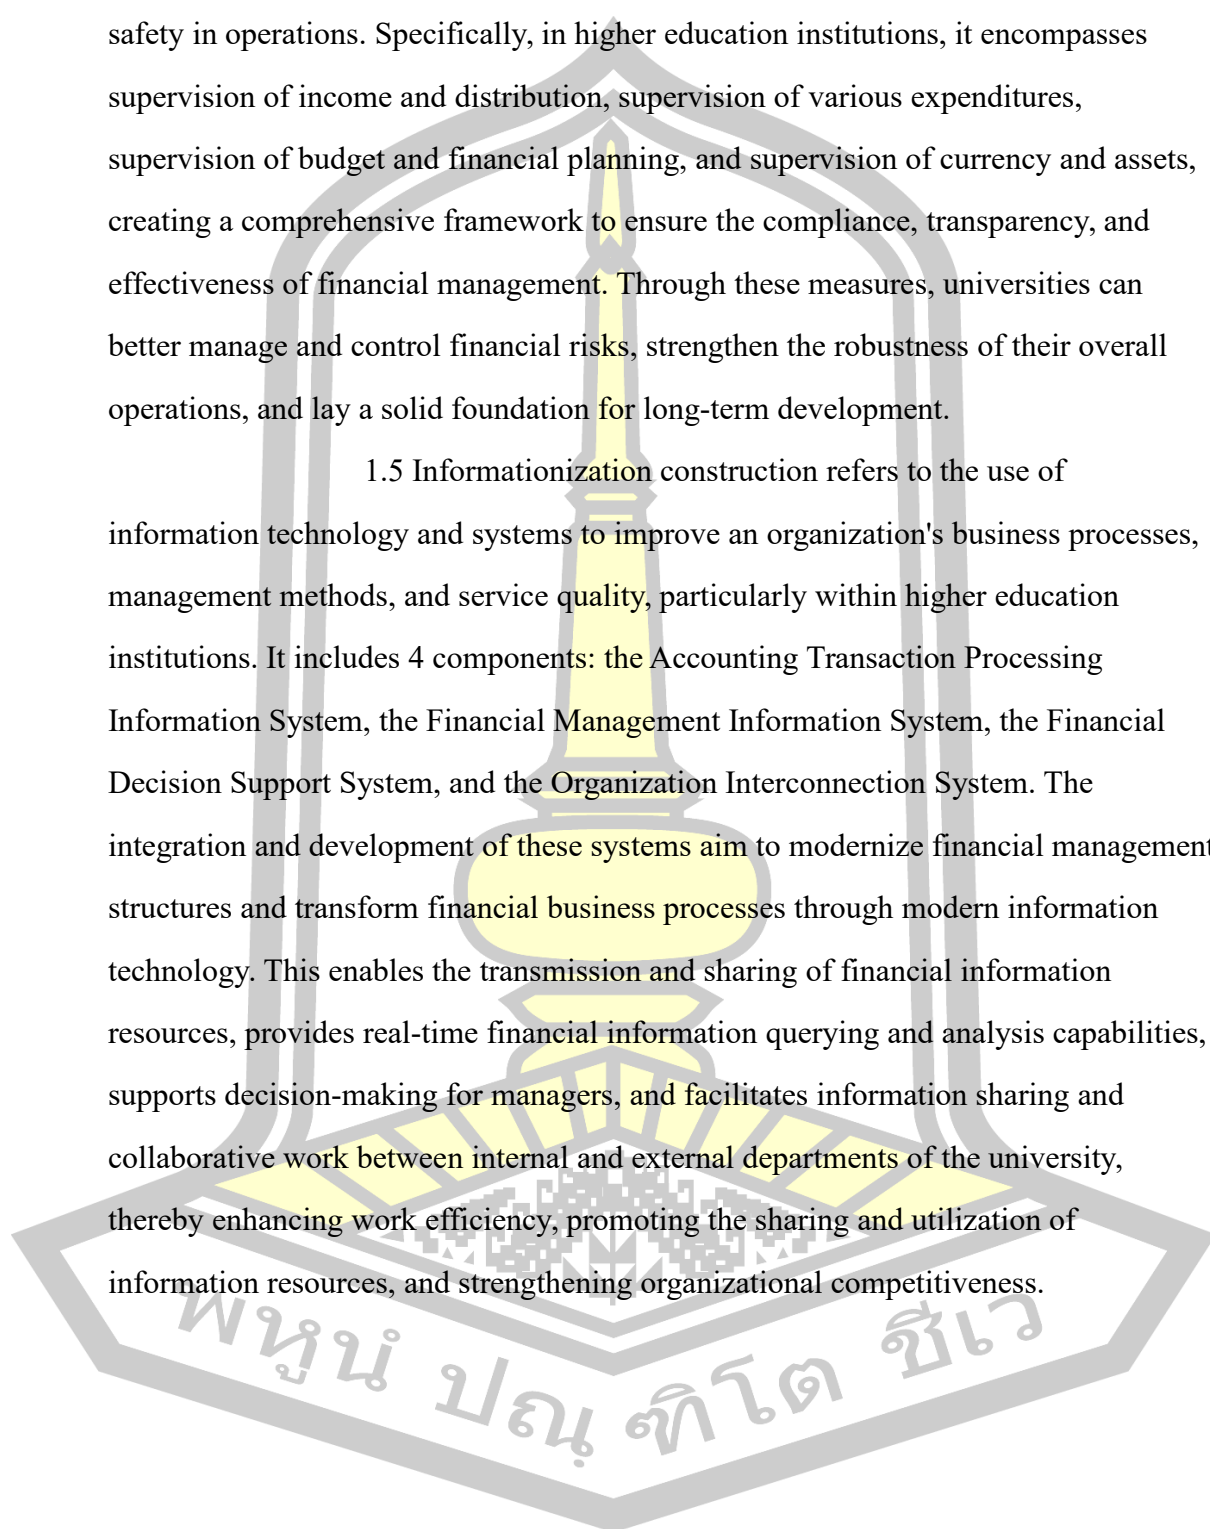 safety in operations. Specifically, in higher education institutions, it encompasses
supervision of income and distribution, supervision of various expenditures,
supervision of budget and financial planning, and supervision of currency and assets,
creating a comprehensive framework to ensure the compliance, transparency, and
effectiveness of financial management. Through these measures, universities can
better manage and control financial risks, strengthen the robustness of their overall
operations, and lay a solid foundation for long-term development.
1.5 Informationization construction refers to the use of
information technology and systems to improve an organization's business processes,
management methods, and service quality, particularly within higher education
institutions. It includes 4 components: the Accounting Transaction Processing
Information System, the Financial Management Information System, the Financial
Decision Support System, and the Organization Interconnection System. The
integration and development of these systems aim to modernize financial management
structures and transform financial business processes through modern information
technology. This enables the transmission and sharing of financial information
resources, provides real-time financial information querying and analysis capabilities,
supports decision-making for managers, and facilitates information sharing and
collaborative work between internal and external departments of the university,
thereby enhancing work efficiency, promoting the sharing and utilization of
information resources, and strengthening organizational competitiveness.
พหูนํ ปณฺ ฑิโต ชีเว